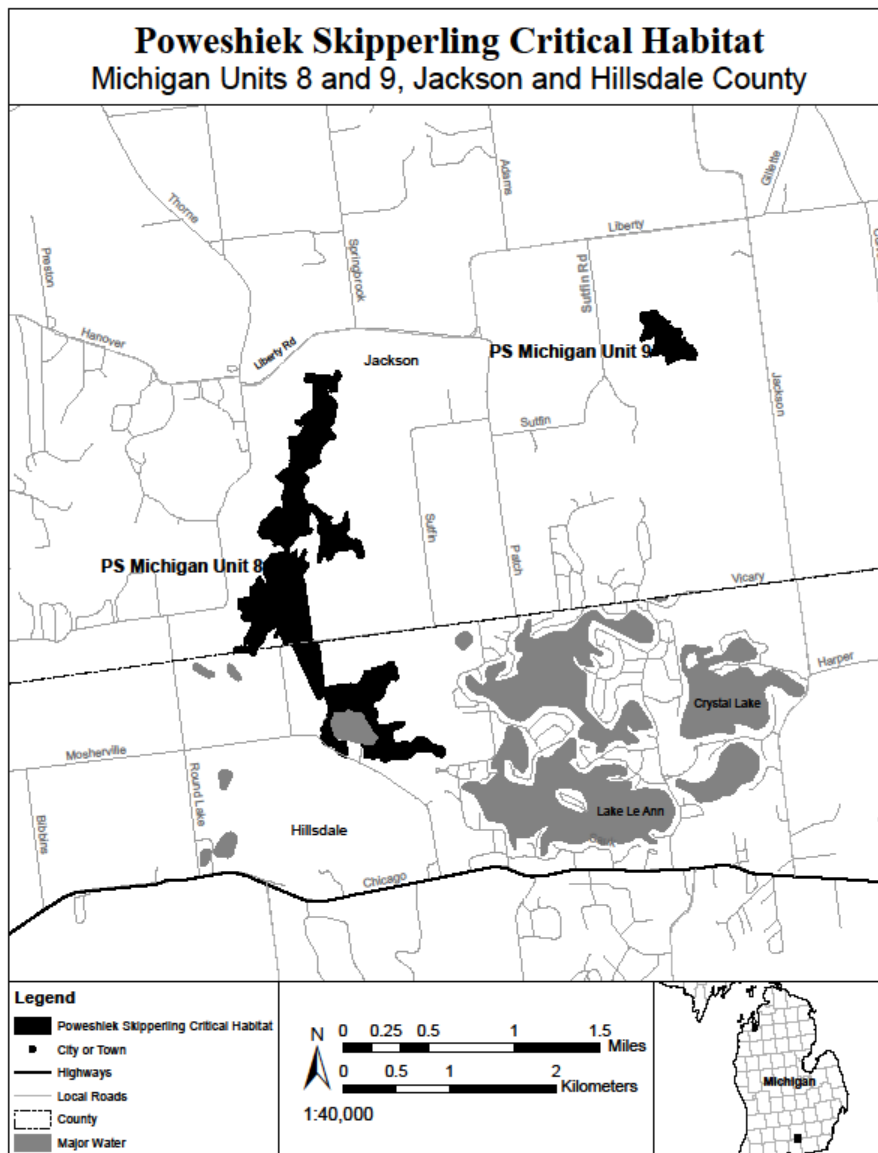 Poweshiek Skipperling Critical Habitat
Michigan Units 8 and 9, Jackson and Hillsdale County
Adams
Gillette
Thorne
Liberty
Preston
Springbrook
Sutfin Rd
Hanover
Liberty Rd
Jackson
PS Michigan Unit 9
Jackson
Sutfin
Sutfin
Patch
PS Michigan Unit 8
Vicary
Harper
Crystal Lake
Mosherville
Round Lake
Bibbins
Hillsdale
Lake Le Ann
Chicago
Legend
Poweshiek Skipperling Critical Habitat
City or Town
Highways
Local Roads
County
Major Water
N
0 0.25 0.5 1 1.5
Miles
0 0.5 1 2
Kilometers
1:40,000
Michigan